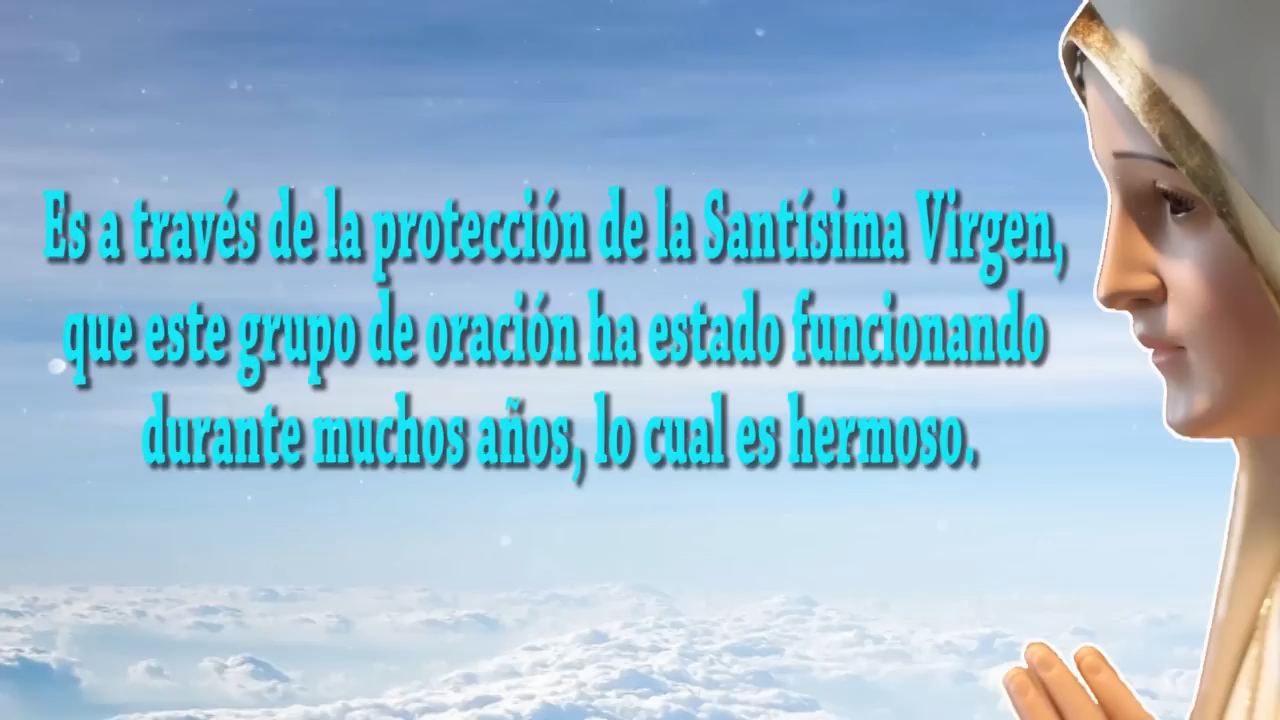 Es a través de la protección de la Santísima Virgen,
que este grupo de oración ha estado funcionando
durante muchos años, lo cual es hermoso.